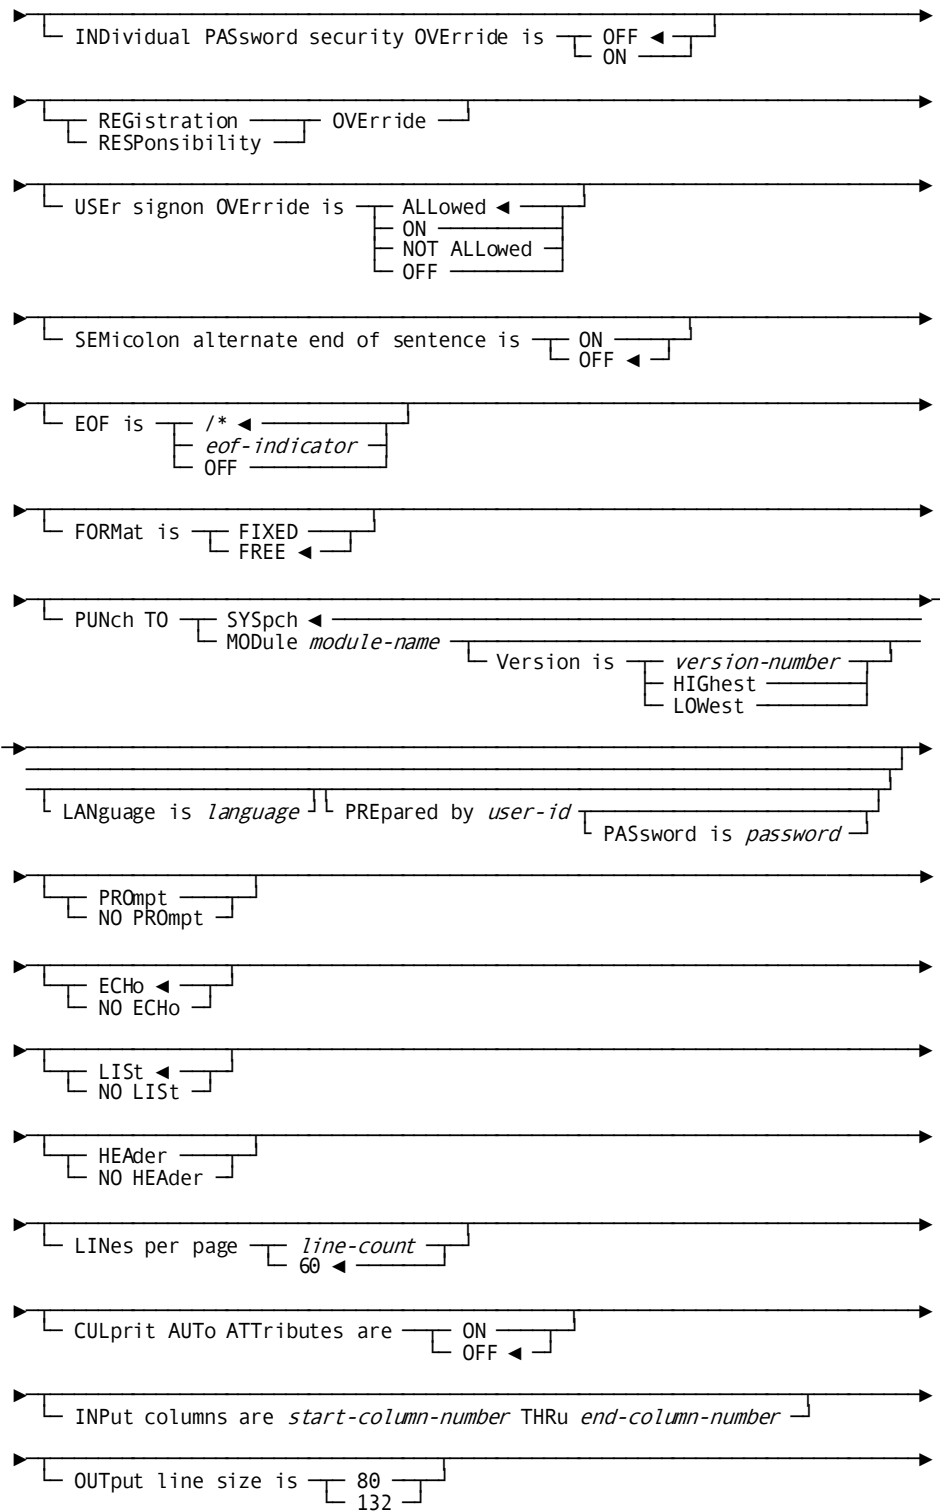 INDividual PASsword security OVErride is OFF ◄
ON
REGistration OVErride
RESPonsibility
USEr signon OVErride is ALLowed ◄
ON
NOT ALLowed
OFF
SEMicolon alternate end of sentence is ON
OFF ◄
EOF is /* ◄
eof-indicator
OFF
FORMat is FIXED
FREE ◄
PUNch TO SYSpch ◄
MODule module-name
Version is version-number
HIGhest
LOWest
LANguage is language PREpared by user-id
PASsword is password
PROmpt
NO PROmpt
ECHo ◄
NO ECHo
LISt ◄
NO LISt
HEAder
NO HEAder
LINes per page line-count
60 ◄
CULprit AUTo ATTributes are ON
OFF ◄
INPut columns are start-column-number THRu end-column-number
OUTput line size is 80
132